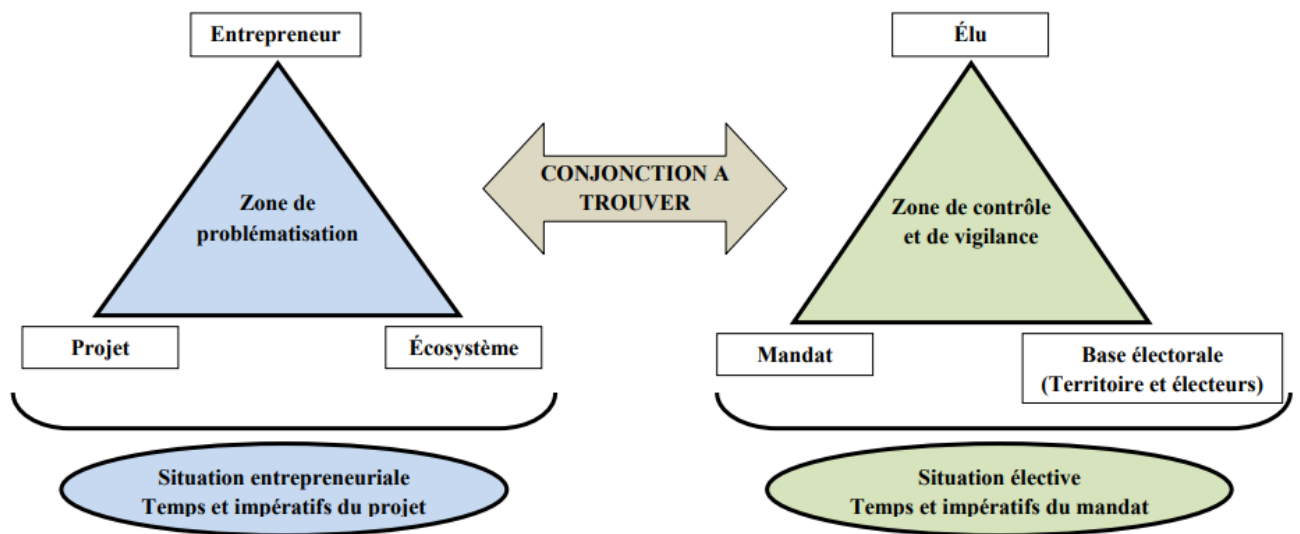 Entrepreneur
Élu
Zone de
problématisation
CONJONCTION A
TROUVER
Zone de contrôle
et de vigilance
Projet
Écosystème
Mandat
Base électorale
(Territoire et électeurs)
Situation entrepreneuriale
Temps et impératifs du projet
Situation élective
Temps et impératifs du mandat